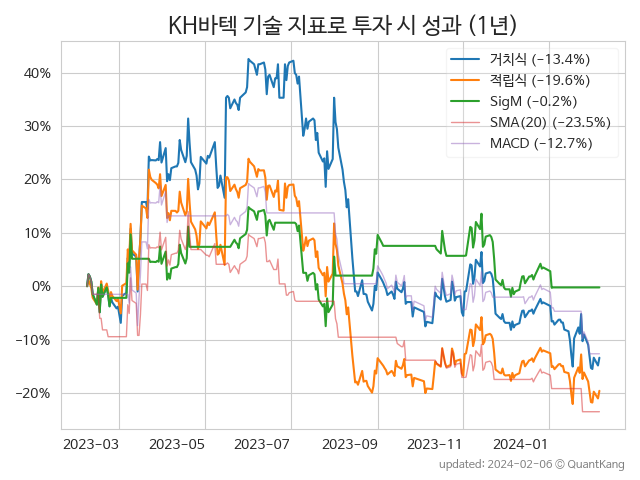 KH바텍 기술 지표로 투자 시 성과 (1년)
거치식 (−13.4%)
적립식 (−19.6%)
SigM (−0.2%)
SMA(20) (−23.5%)
MACD (−12.7%)
40%
30%
20%
10%
0%
−10%
−20%
2023-03 2023-05 2023-07 2023-09 2023-11 2024-01
updated: 2024-02-06 ⓒ QuantKang